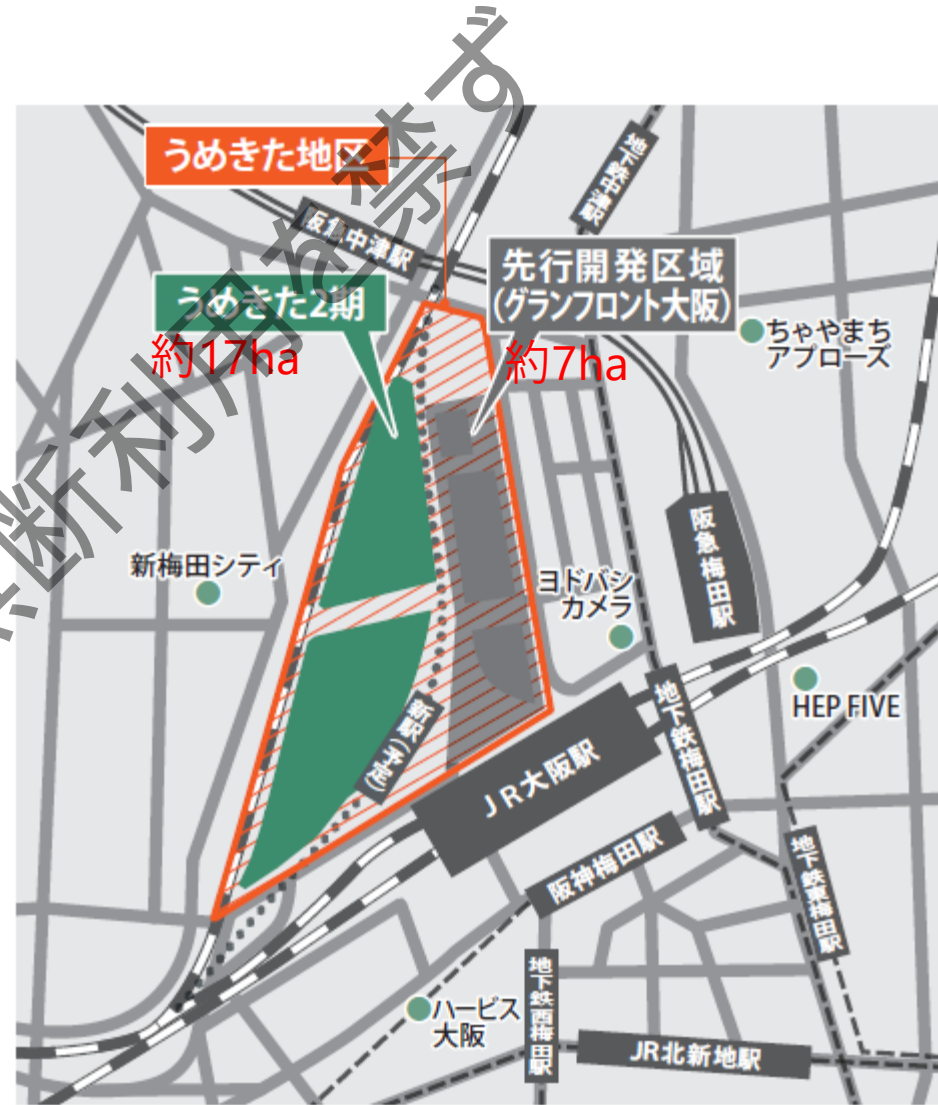 無断利用を禁ず
うめきた地区
地下鉄中津駅
阪急中津駅
先行開発区域
(グランフロント大阪)
うめきた2期
約17ha
約7ha
ちゃやまち
アプローズ
阪急梅田駅
新梅田シティ
ヨドバシ
カメラ
HEP FIVE
地下鉄梅田駅
新駅(予定)
JR大阪駅
阪神梅田駅
地下鉄東梅田駅
地下鉄西梅田駅
ハービス
大阪
JR北新地駅